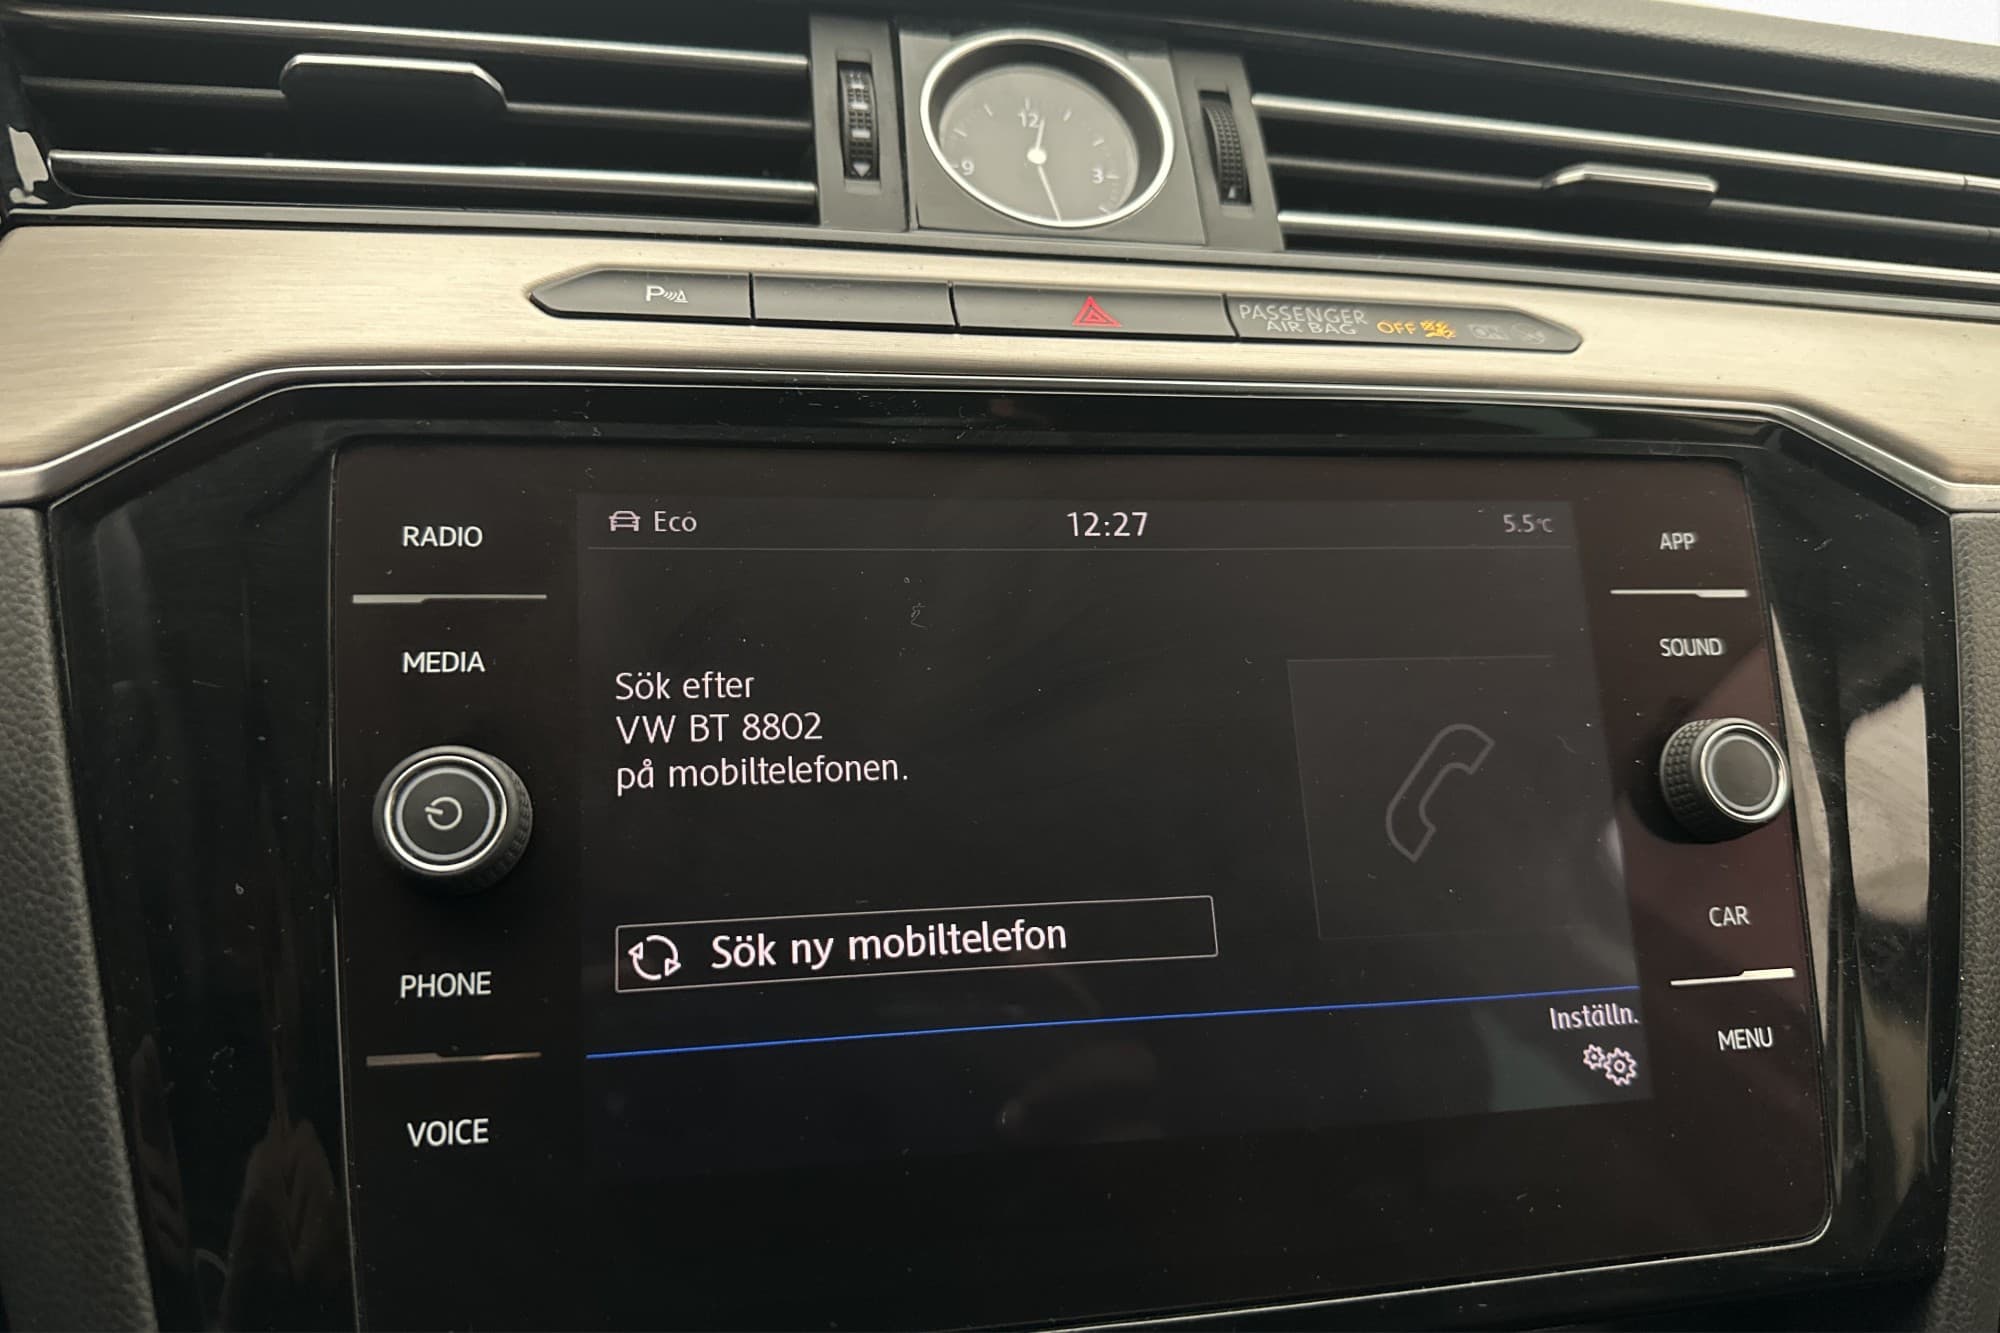 12
9
3
P
PASSENGER
AIR BAG OFF ON
RADIO
MEDIA
PHONE
VOICE
Eco
12:27
5.5°C
Sök efter
VW BT 8802
på mobiltelefonen.
Sök ny mobiltelefon
Inställn.
APP
SOUND
CAR
MENU